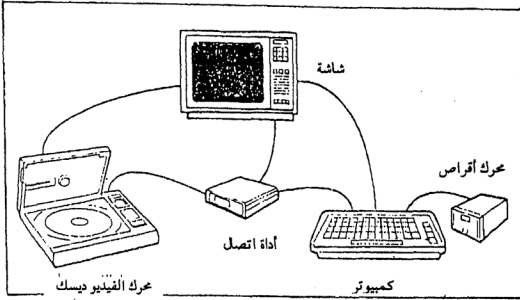 شاشة
محرك أقراص
أداة اتصل
كمبيوتر
محرك الفيديو ديسك